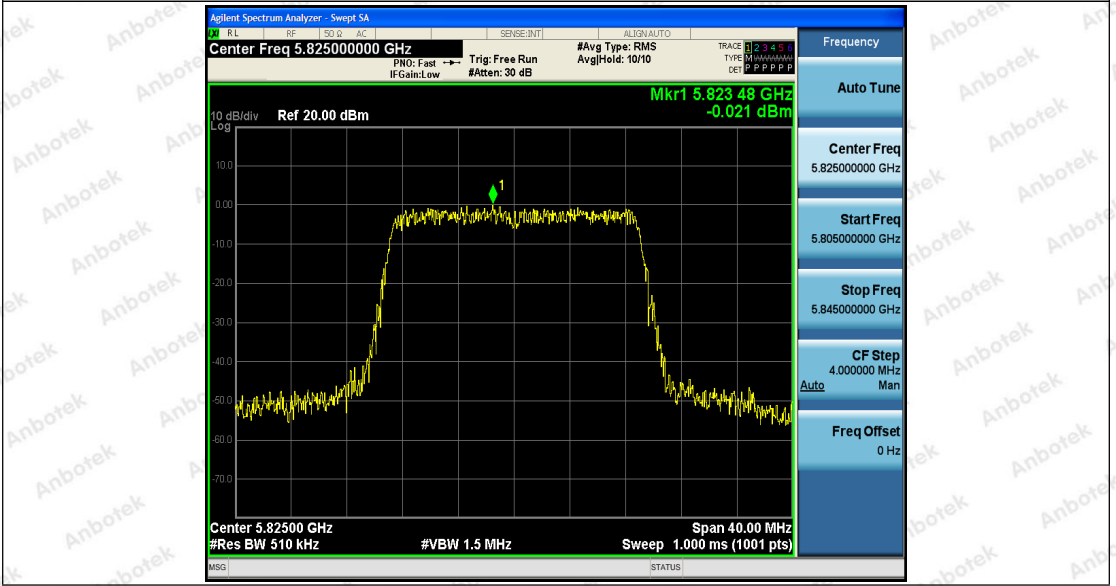 Agilent Spectrum Analyzer - Swept SA
RL RF 50 Ω AC SENSE:INT ALIGNAUTO
Center Freq 5.825000000 GHz
PNO: Fast
IFGain:Low
Trig: Free Run
#Atten: 30 dB
#Avg Type: RMS
Avg|Hold: 10/10
TRACE 1 2 3 4 5 6
TYPE M WWWWW
DET P P P P P P
Mkr1 5.823 48 GHz
-0.021 dBm
10 dB/div Ref 20.00 dBm
Log
10.0
0.00
-10.0
-20.0
-30.0
-40.0
-50.0
-60.0
-70.0
1
Center 5.82500 GHz Span 40.00 MHz
#Res BW 510 kHz #VBW 1.5 MHz Sweep 1.000 ms (1001 pts)
MSG STATUS
Frequency
Auto Tune
Center Freq
5.825000000 GHz
Start Freq
5.805000000 GHz
Stop Freq
5.845000000 GHz
CF Step
4.000000 MHz
Auto Man
Freq Offset
0 Hz
Anbotek